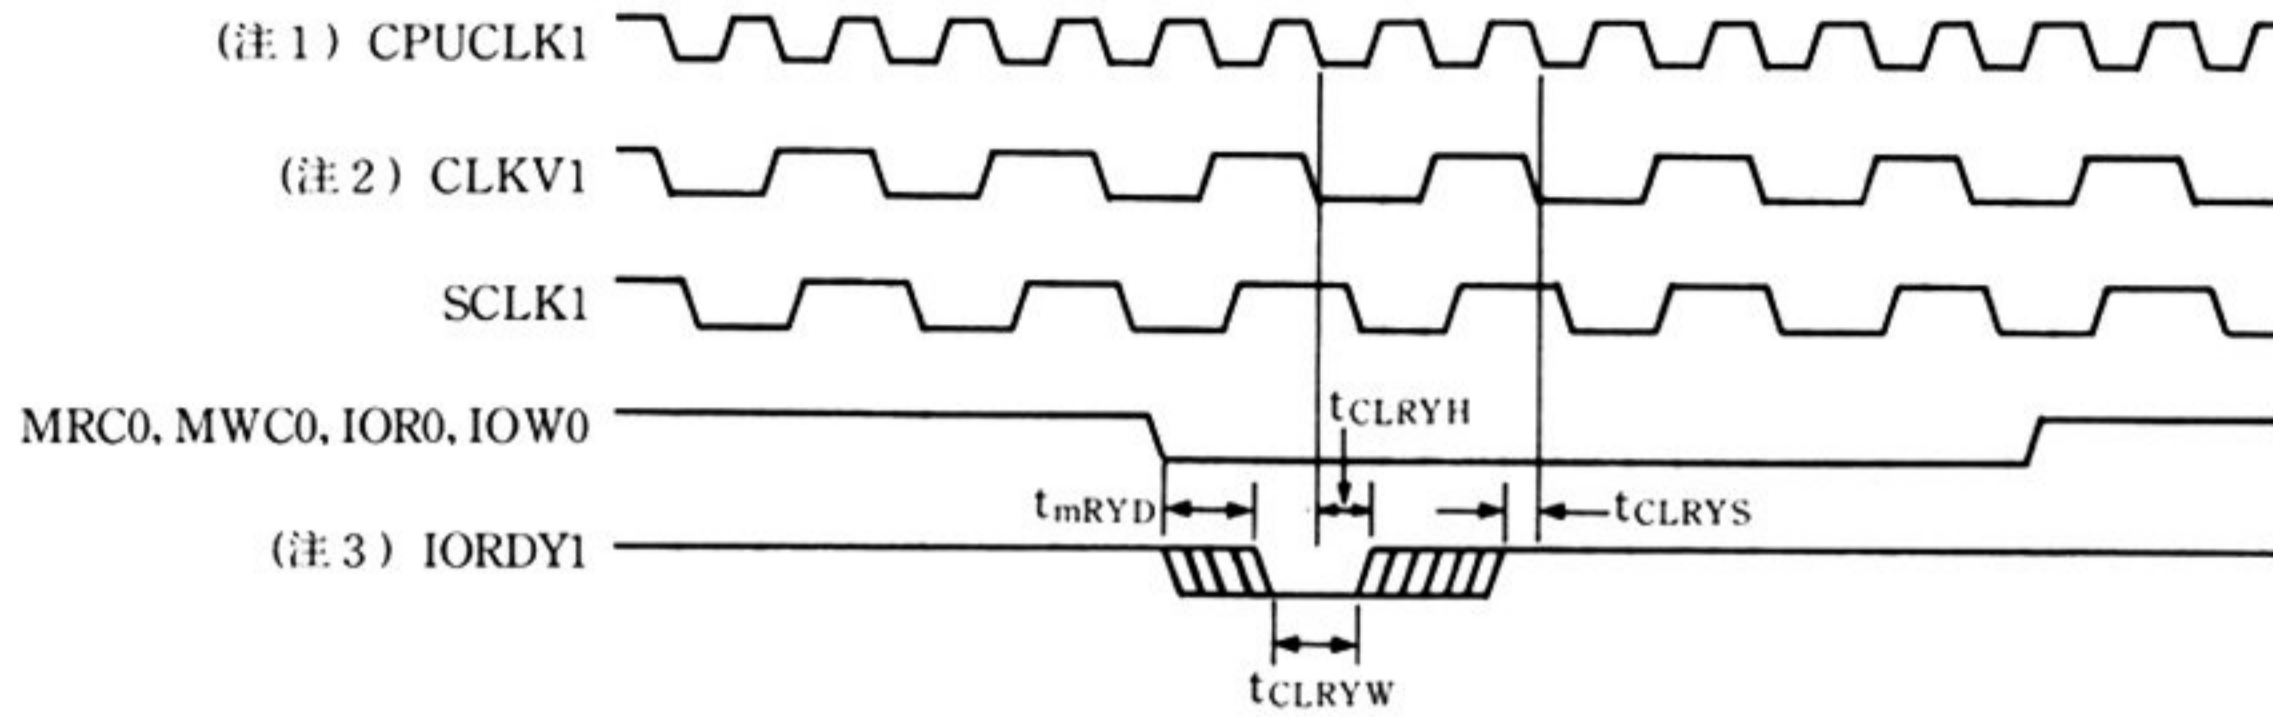 (注1) CPUCLK1
(注2) CLKV1
SCLK1
MRC0, MWC0, IOR0, IOW0
tCLRYH
tmRYD
tCLRYS
(注3) IORDY1
tCLRYW